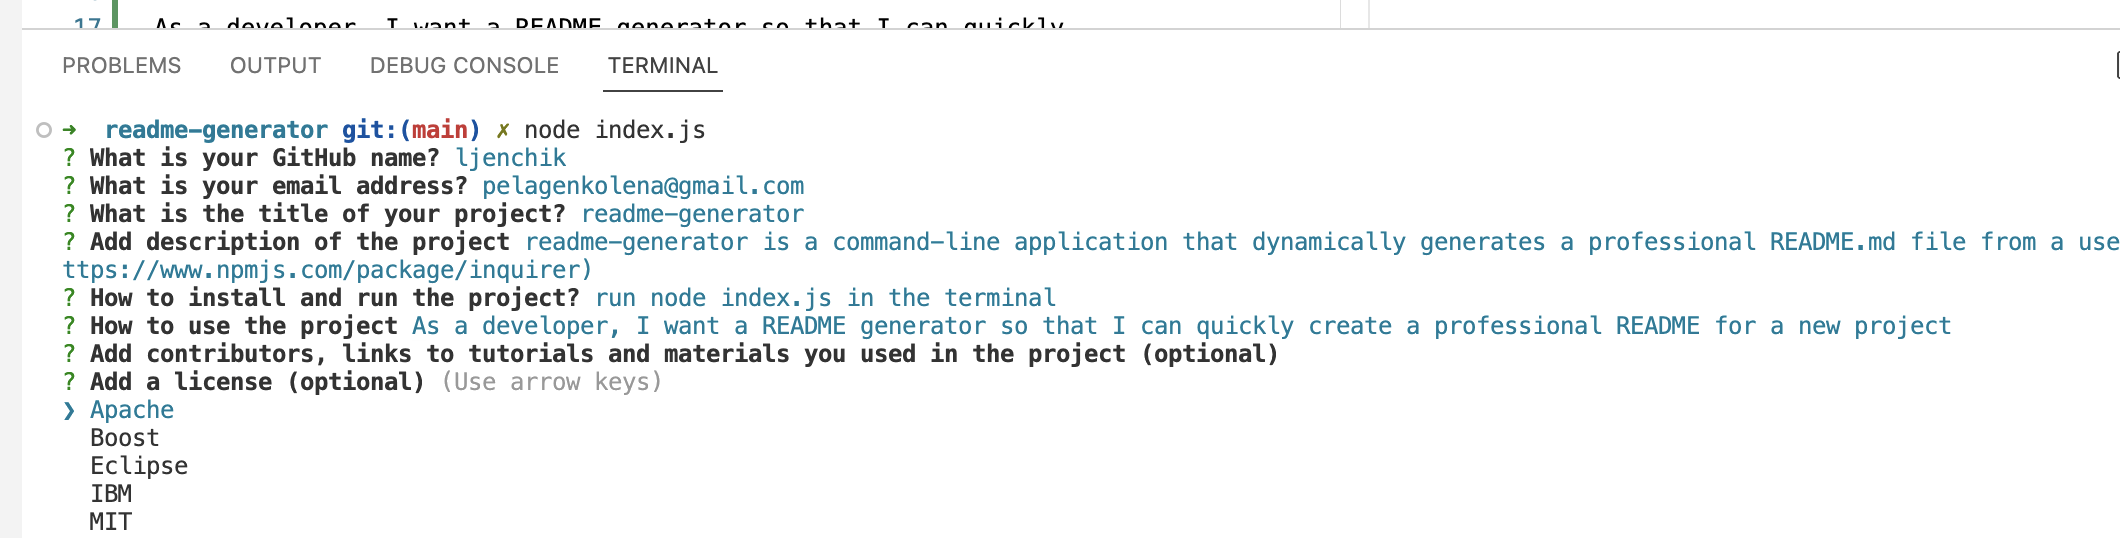 17 As a developer, I want a README generator so that I can quickly
PROBLEMS OUTPUT DEBUG CONSOLE TERMINAL
➜ readme-generator git:(main) ✗ node index.js
? What is your GitHub name? ljenchik
? What is your email address? pelagenkolena@gmail.com
? What is the title of your project? readme-generator
? Add description of the project readme-generator is a command-line application that dynamically generates a professional README.md file from a use
ttps://www.npmjs.com/package/inquirer)
? How to install and run the project? run node index.js in the terminal
? How to use the project As a developer, I want a README generator so that I can quickly create a professional README for a new project
? Add contributors, links to tutorials and materials you used in the project (optional)
? Add a license (optional) (Use arrow keys)
❯ Apache
Boost
Eclipse
IBM
MIT